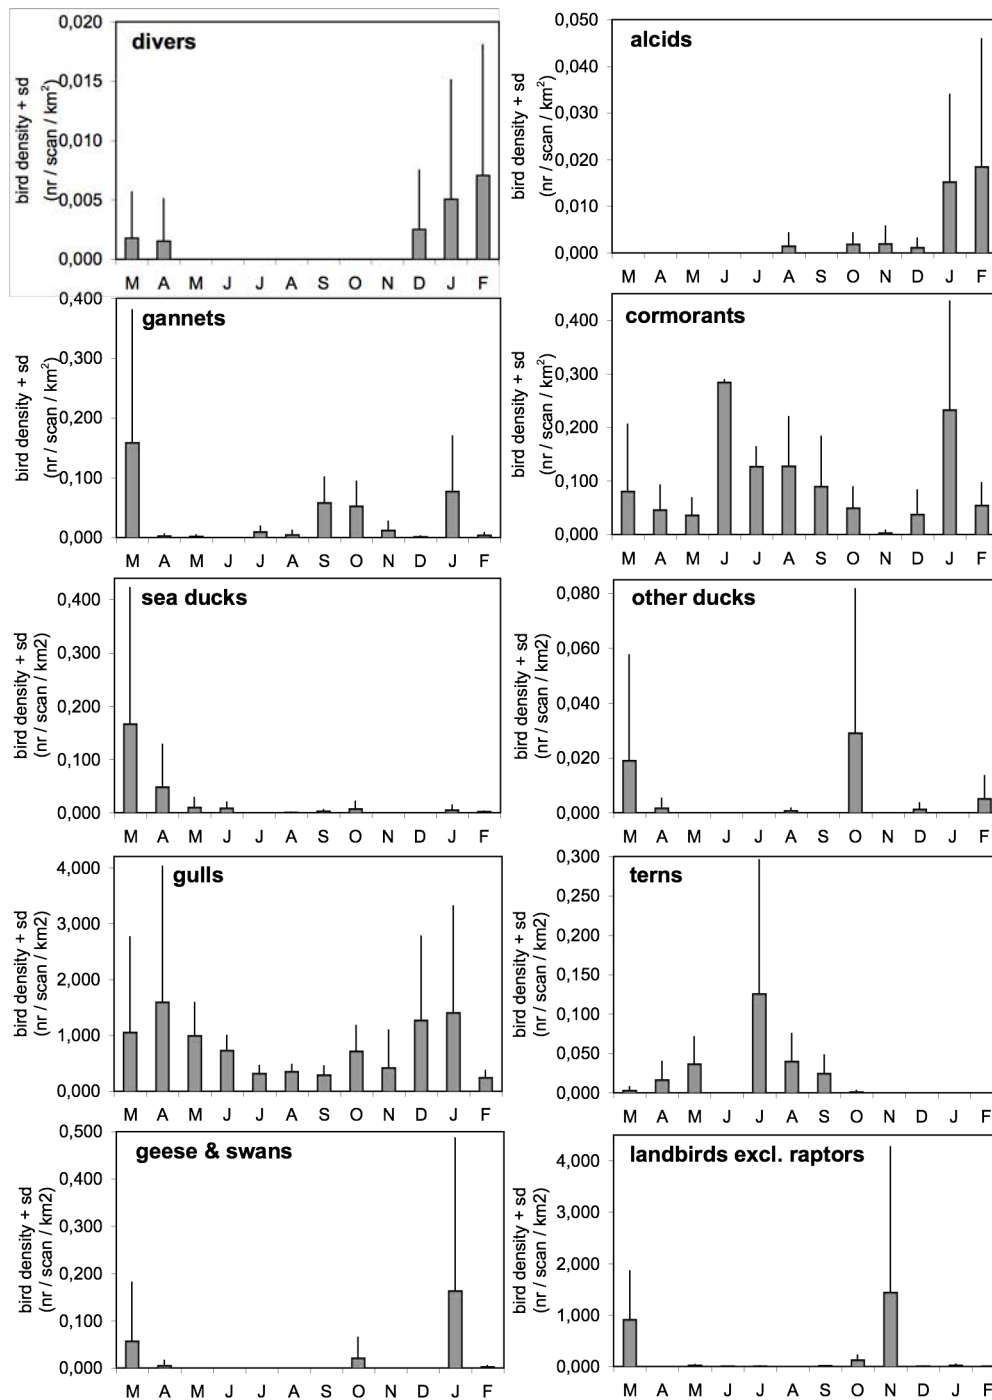 divers
bird density + sd
(nr / scan / km²)
0,020
0,015
0,010
0,005
0,000
M A M J J A S O N D J F
alcids
bird density + sd
(nr / scan / km²)
0,050
0,040
0,030
0,020
0,010
0,000
M A M J J A S O N D J F
gannets
bird density + sd
(nr / scan / km²)
0,400
0,300
0,200
0,100
0,000
M A M J J A S O N D J F
cormorants
bird density + sd
(nr / scan / km²)
0,400
0,300
0,200
0,100
0,000
M A M J J A S O N D J F
sea ducks
bird density + sd
(nr / scan / km2)
0,400
0,300
0,200
0,100
0,000
M A M J J A S O N D J F
other ducks
bird density + sd
(nr / scan / km2)
0,080
0,060
0,040
0,020
0,000
M A M J J A S O N D J F
gulls
bird density + sd
(nr / scan / km2)
4,000
3,000
2,000
1,000
0,000
M A M J J A S O N D J F
terns
bird density + sd
(nr / scan / km2)
0,300
0,250
0,200
0,150
0,100
0,050
0,000
M A M J J A S O N D J F
geese & swans
bird density + sd
(nr / scan / km2)
0,500
0,400
0,300
0,200
0,100
0,000
M A M J J A S O N D J F
landbirds excl. raptors
bird density + sd
(nr / scan / km2)
4,000
3,000
2,000
1,000
0,000
M A M J J A S O N D J F